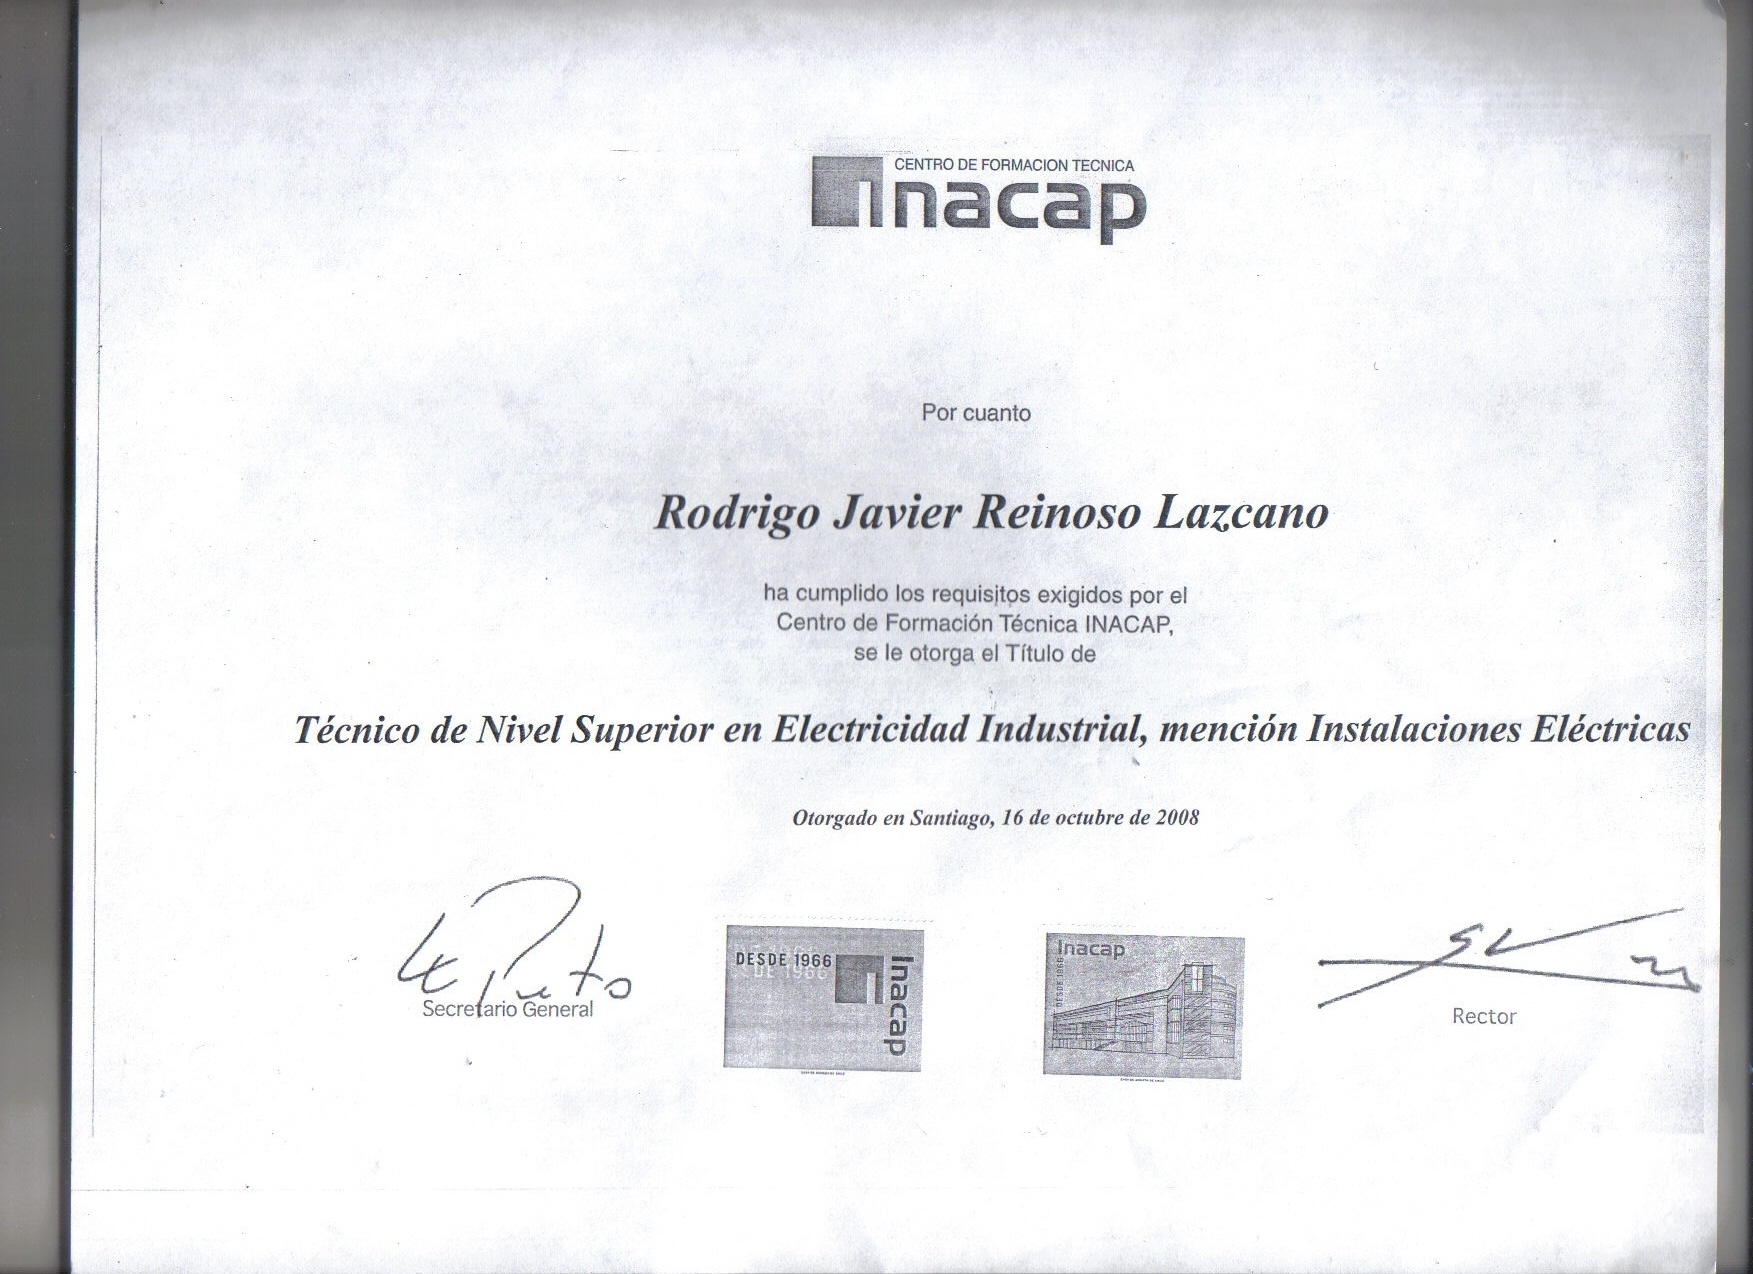 CENTRO DE FORMACION TECNICA
Inacap
Por cuanto
Rodrigo Javier Reinoso Lazcano
ha cumplido los requisitos exigidos por el
Centro de Formación Técnica INACAP,
se le otorga el Título de
Técnico de Nivel Superior en Electricidad Industrial, mención Instalaciones Eléctricas
Otorgado en Santiago, 16 de octubre de 2008
Secretario General
DESDE 1966
DE 1966
Inacap
Inacap
DESDE 1966
Rector